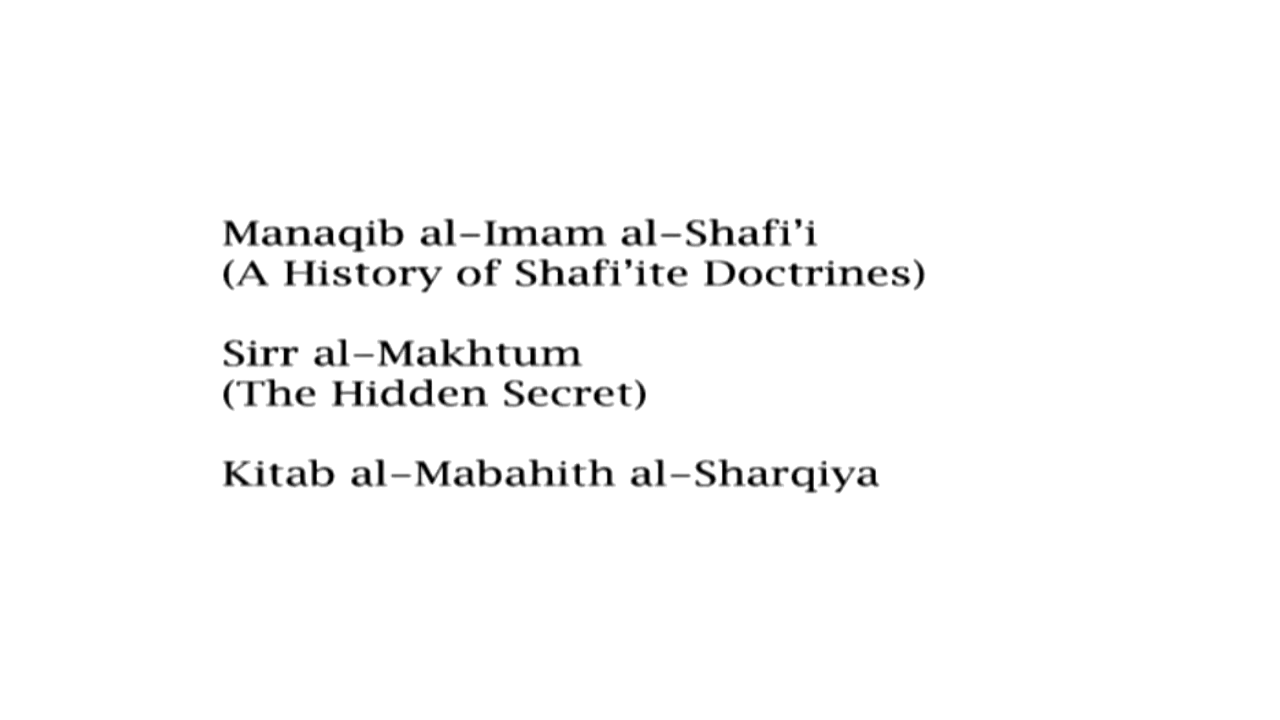 Manaqib al–Imam al–Shafi’i
(A History of Shafi’ite Doctrines)
Sirr al–Makhtum
(The Hidden Secret)
Kitab al–Mabahith al–Sharqiya